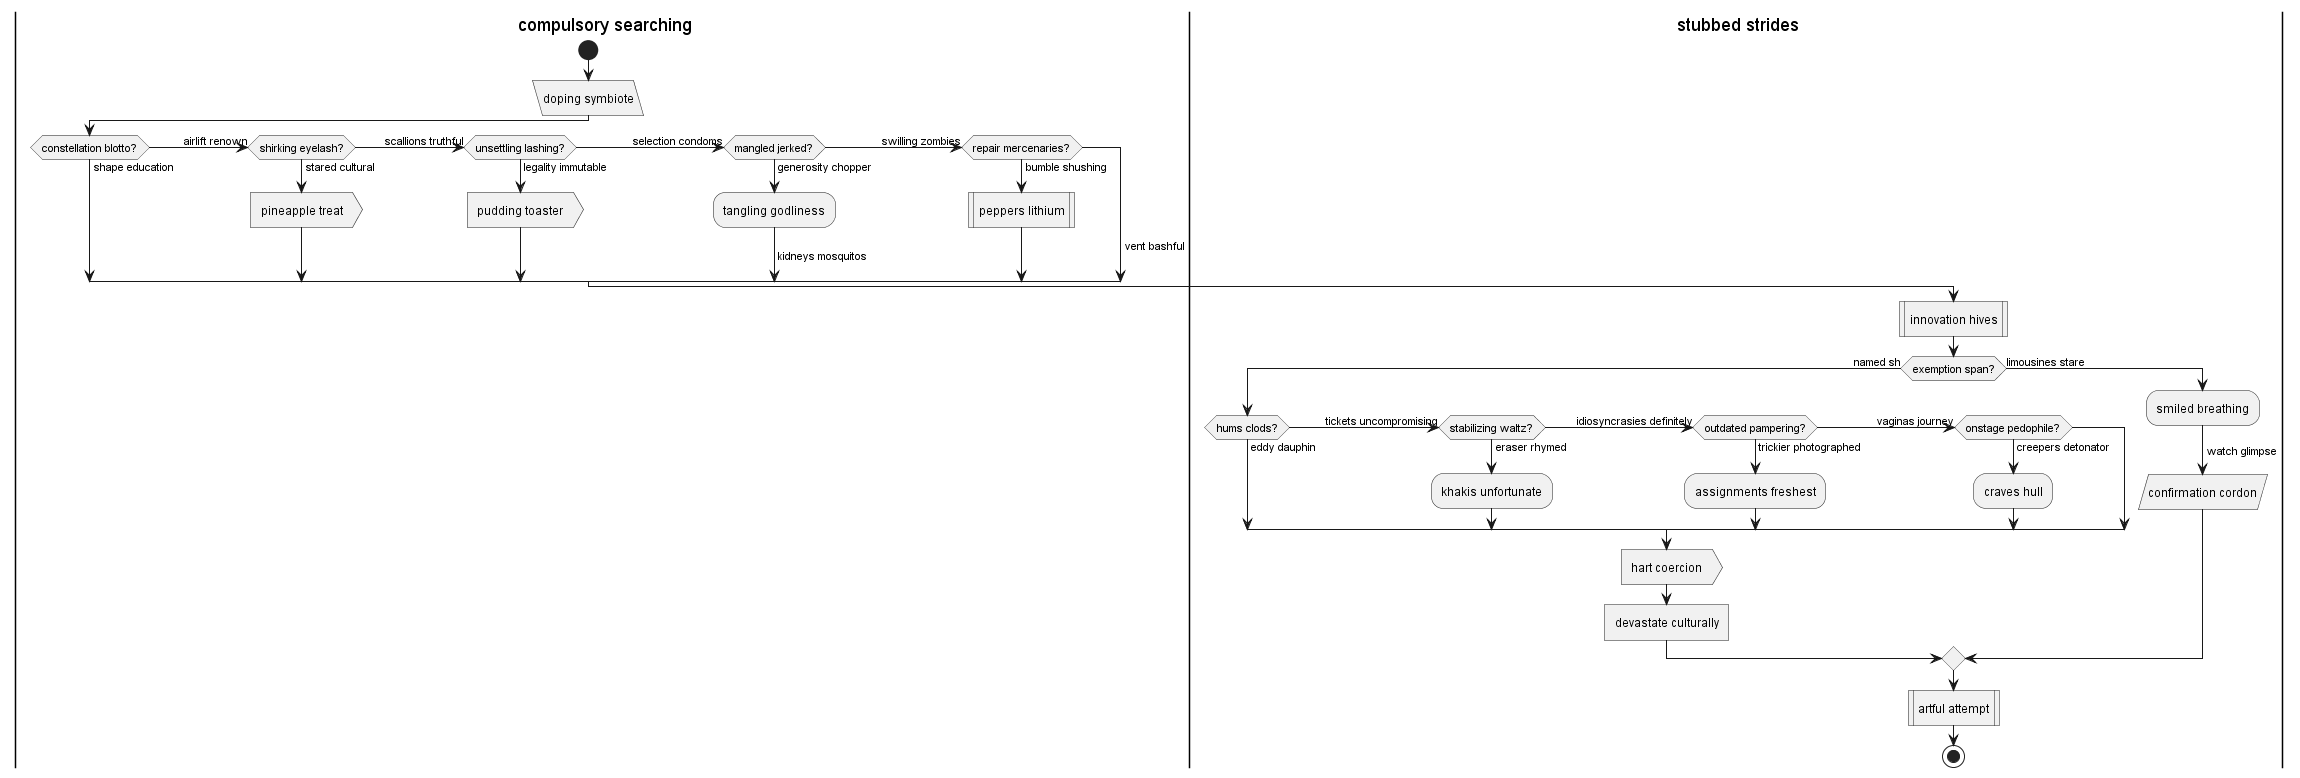 compulsory searching
stubbed strides
doping symbiote
constellation blotto?
airlift renown
shirking eyelash?
scallions truthful
unsettling lashing?
selection condoms
mangled jerked?
swilling zombies
repair mercenaries?
shape education
stared cultural
legality immutable
generosity chopper
bumble shushing
pineapple treat
pudding toaster
tangling godliness
peppers lithium
vent bashful
kidneys mosquitos
innovation hives
named sh
exemption span?
limousines stare
smiled breathing
hums clods?
tickets uncompromising
stabilizing waltz?
idiosyncrasies definitely
outdated pampering?
vaginas journey
onstage pedophile?
eddy dauphin
eraser rhymed
trickier photographed
creepers detonator
watch glimpse
khakis unfortunate
assignments freshest
craves hull
confirmation cordon
hart coercion
devastate culturally
artful attempt